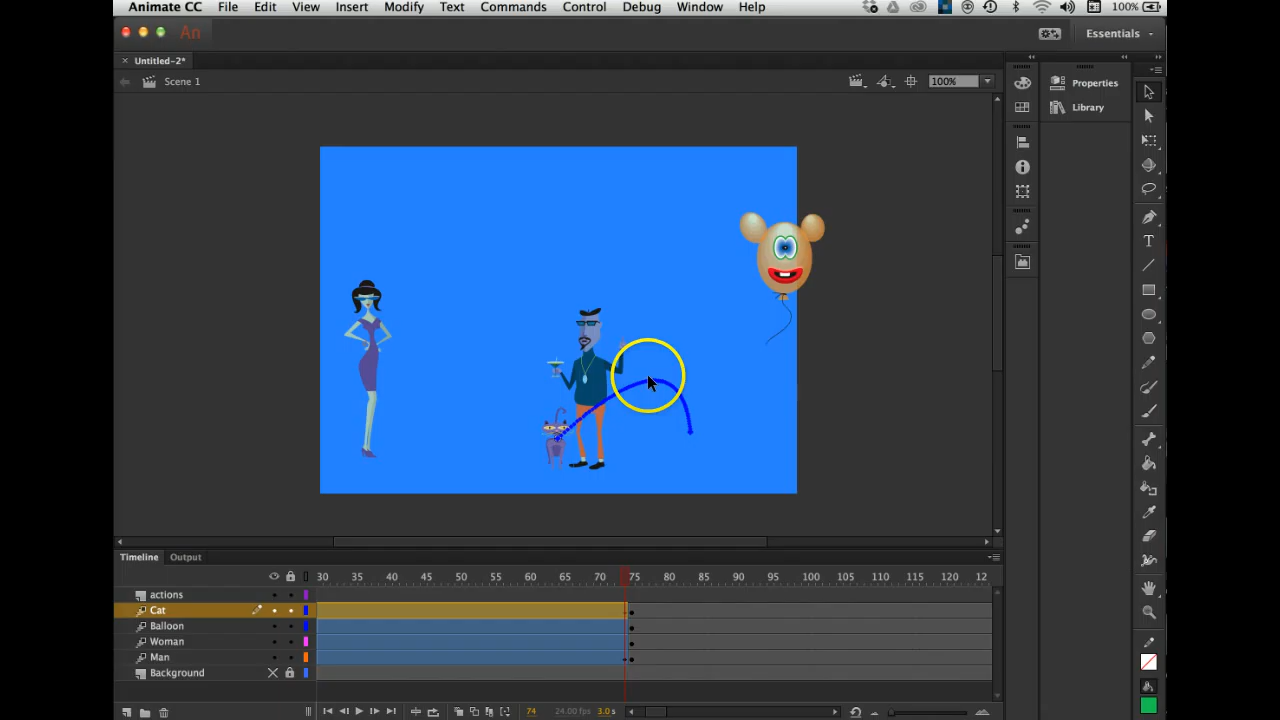 Animate CC File Edit View Insert Modify Text Commands Control Debug Window Help 100%
An Essentials
× Untitled-2*
Scene 1 100%
Properties
Library
Timeline Output
30 35 40 45 50 55 60 65 70 75 80 85 90 95 100 105 110 115 12
actions
Cat
Balloon
Woman
Man
Background
74 24.00 fps 3.0 s